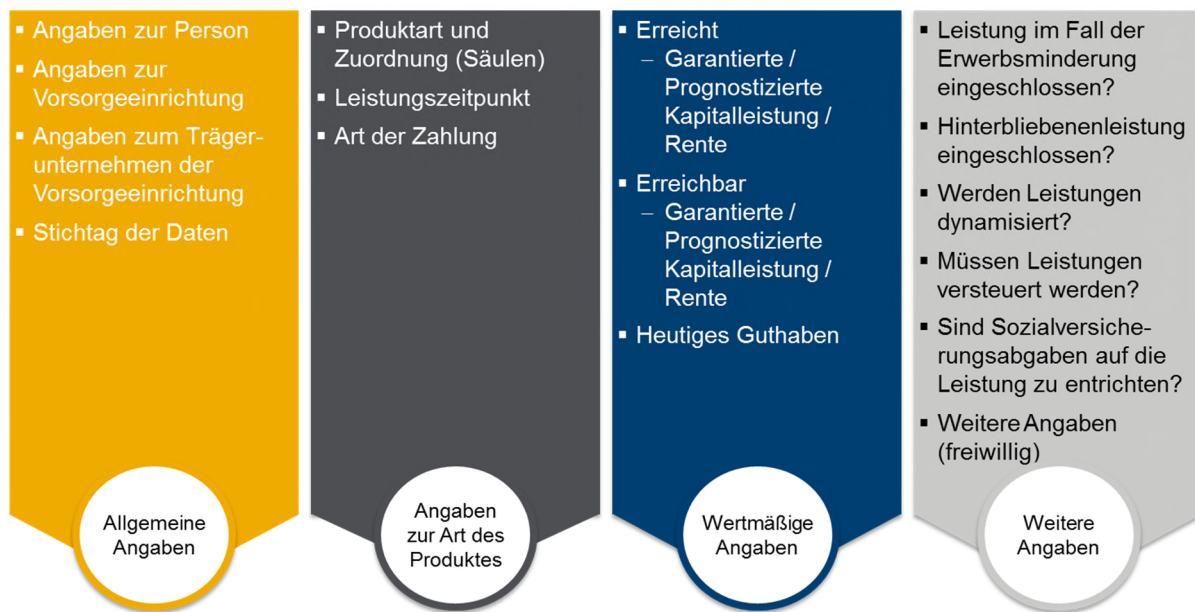 ▪ Angaben zur Person
▪ Angaben zur
Vorsorgeeinrichtung
▪ Angaben zum Träger-
unternehmen der
Vorsorgeeinrichtung
▪ Stichtag der Daten
Allgemeine
Angaben
▪ Produktart und
Zuordnung (Säulen)
▪ Leistungszeitpunkt
▪ Art der Zahlung
Angaben
zur Art des
Produktes
▪ Erreicht
– Garantierte /
Prognostizierte
Kapitalleistung /
Rente
▪ Erreichbar
– Garantierte /
Prognostizierte
Kapitalleistung /
Rente
▪ Heutiges Guthaben
Wertmäßige
Angaben
▪ Leistung im Fall der
Erwerbsminderung
eingeschlossen?
▪ Hinterbliebenenleistung
eingeschlossen?
▪ Werden Leistungen
dynamisiert?
▪ Müssen Leistungen
versteuert werden?
▪ Sind Sozialversiche-
rungsabgaben auf die
Leistung zu entrichten?
▪ Weitere Angaben
(freiwillig)
Weitere
Angaben